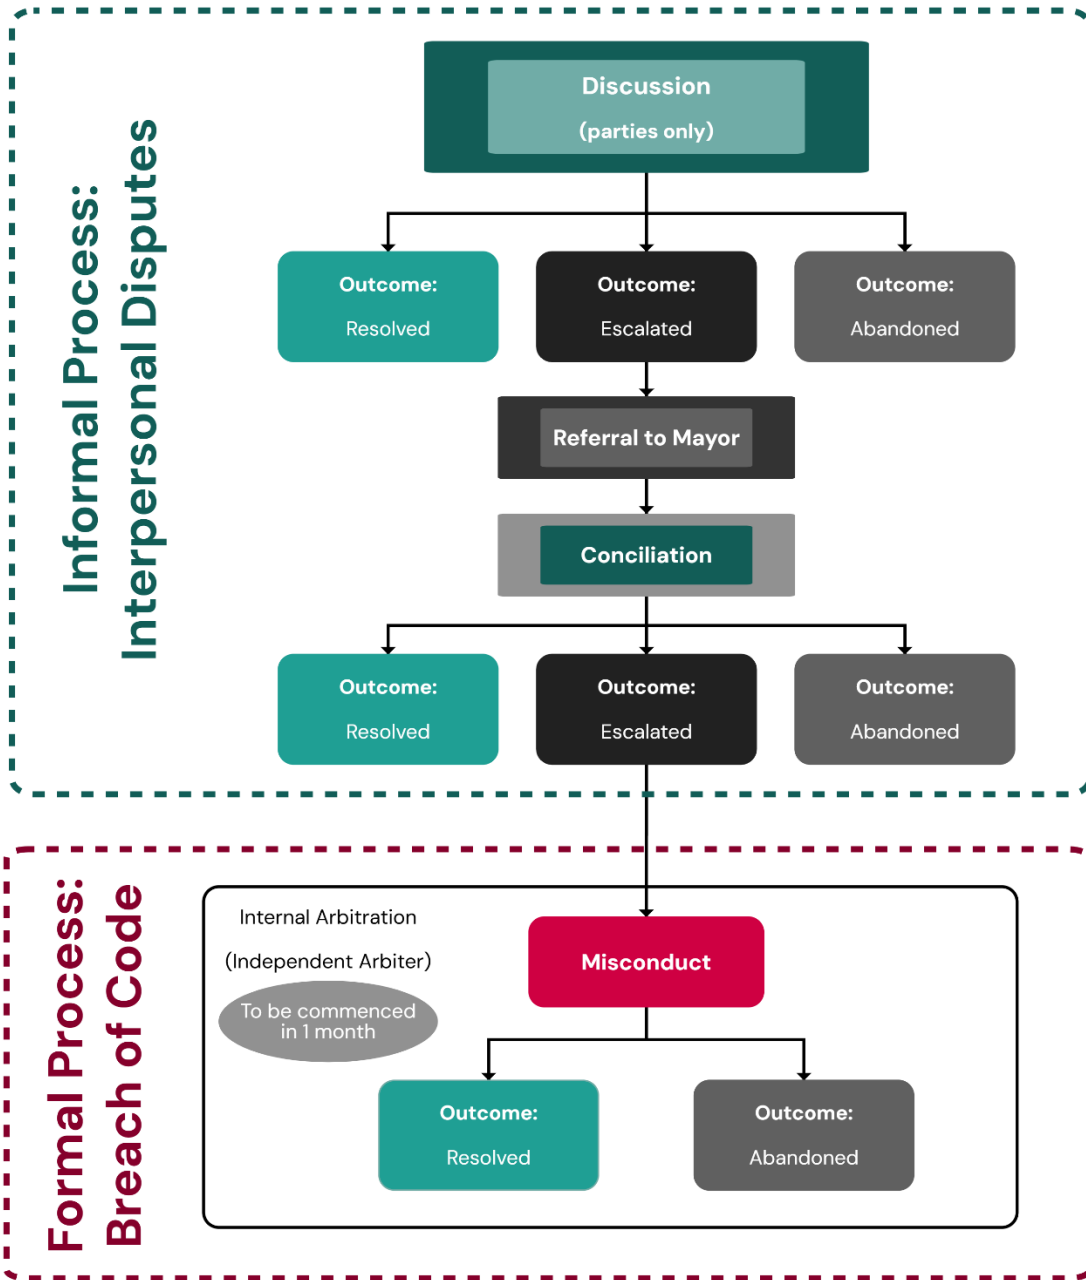 Informal Process:
Interpersonal Disputes
Discussion
(parties only)
Outcome:
Resolved
Outcome:
Escalated
Outcome:
Abandoned
Referral to Mayor
Conciliation
Outcome:
Resolved
Outcome:
Escalated
Outcome:
Abandoned
Formal Process:
Breach of Code
Internal Arbitration
(Independent Arbiter)
To be commenced
in 1 month
Misconduct
Outcome:
Resolved
Outcome:
Abandoned